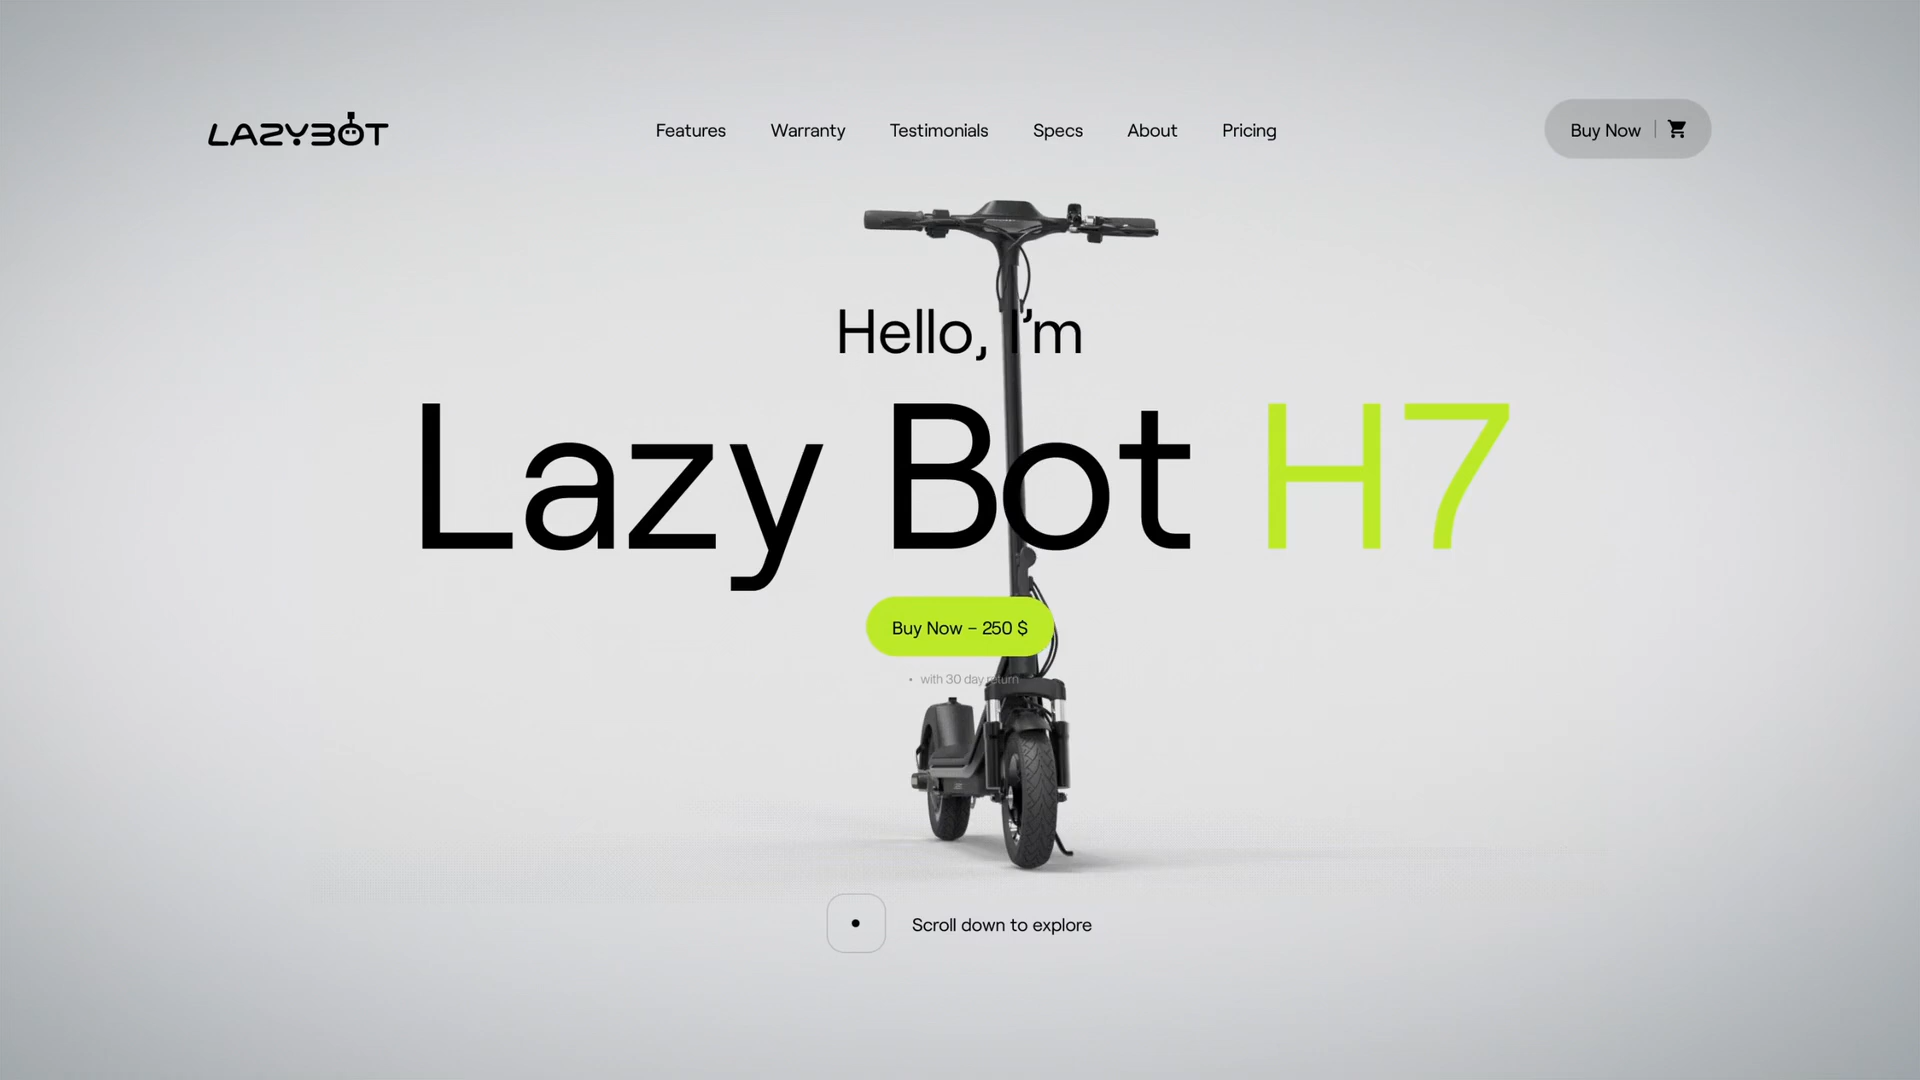 LAZYBOT
Features
Warranty
Testimonials
Specs
About
Pricing
Buy Now
Hello, I'm
Lazy Bot H7
Buy Now – 250 $
• with 30 day return
Scroll down to explore